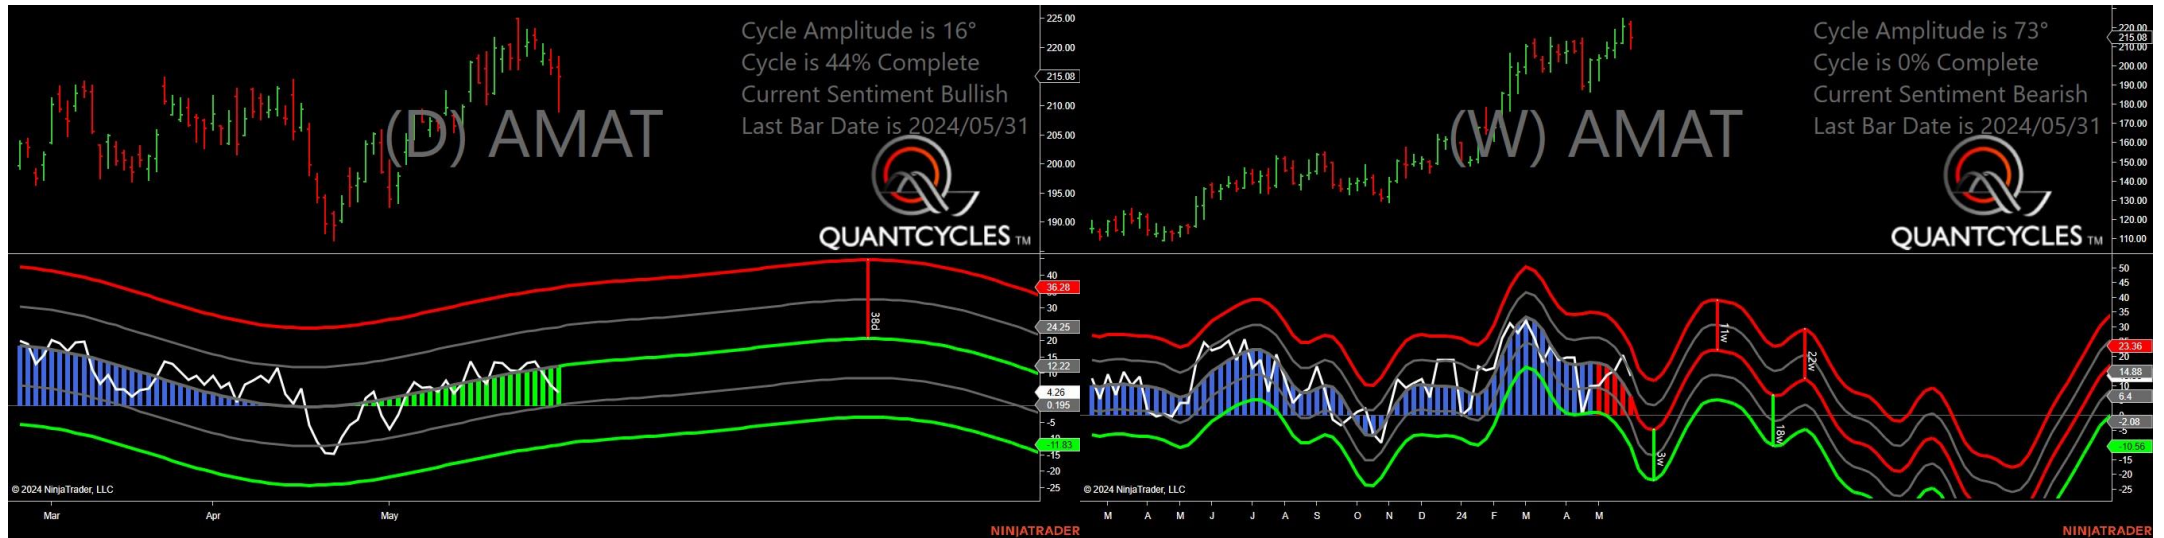 Cycle Amplitude is 16°
Cycle is 44% Complete
Current Sentiment Bullish
Last Bar Date is 2024/05/31
(D) AMAT
QUANTCYCLES TM
225.00
220.00
215.08
210.00
205.00
200.00
195.00
190.00
40
36.28
30
24.25
20
15
12.22
10
4.26
0.195
-5
-10
-11.83
-15
-20
-25
38d
© 2024 NinjaTrader, LLC
Mar Apr May
NINJATRADER
Cycle Amplitude is 73°
Cycle is 0% Complete
Current Sentiment Bearish
Last Bar Date is 2024/05/31
(W) AMAT
QUANTCYCLES TM
220.00
215.08
210.00
200.00
190.00
180.00
170.00
160.00
150.00
140.00
130.00
120.00
110.00
50
45
40
35
30
23.36
20
14.88
10
6.4
-2.08
-5
-10.56
-15
-20
-25
3w
11w
18w
22w
© 2024 NinjaTrader, LLC
M A M J J A S O N D 24 F M A M
NINJATRADER